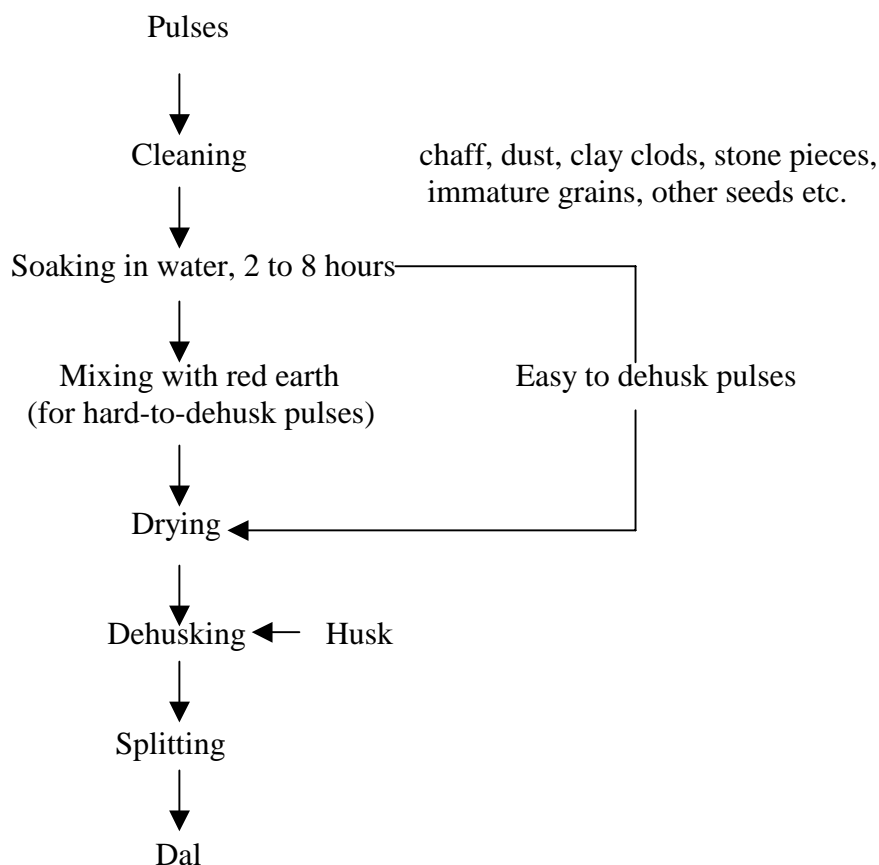 Pulses
Cleaning
chaff, dust, clay clods, stone pieces,
immature grains, other seeds etc.
Soaking in water, 2 to 8 hours
Mixing with red earth
(for hard-to-dehusk pulses)
Easy to dehusk pulses
Drying
Dehusking
Husk
Splitting
Dal